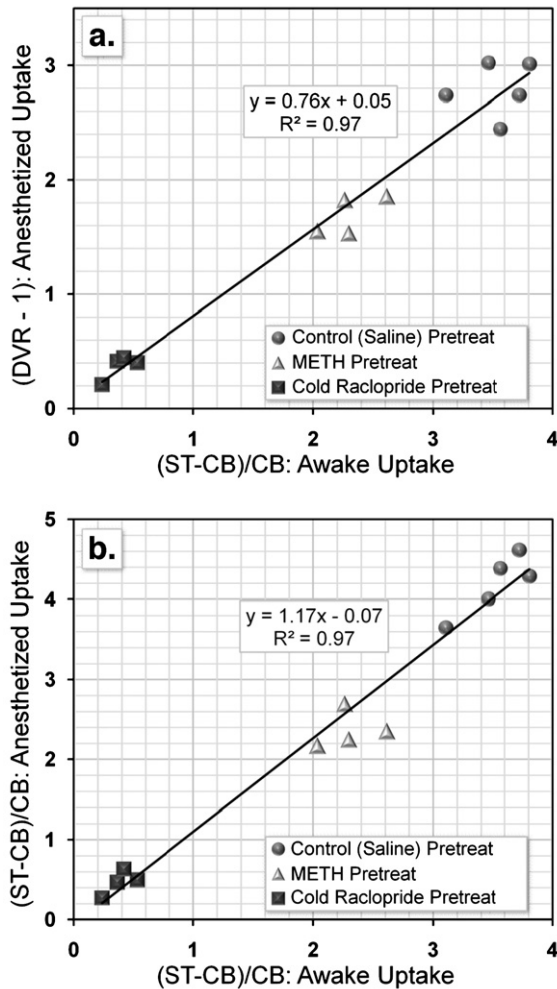 a.
3
2
1
0
(DVR - 1): Anesthetized Uptake
y = 0.76x + 0.05
R² = 0.97
Control (Saline) Pretreat
METH Pretreat
Cold Raclopride Pretreat
0 1 2 3 4
(ST-CB)/CB: Awake Uptake
b.
5
4
3
2
1
0
(ST-CB)/CB: Anesthetized Uptake
y = 1.17x - 0.07
R² = 0.97
Control (Saline) Pretreat
METH Pretreat
Cold Raclopride Pretreat
0 1 2 3 4
(ST-CB)/CB: Awake Uptake